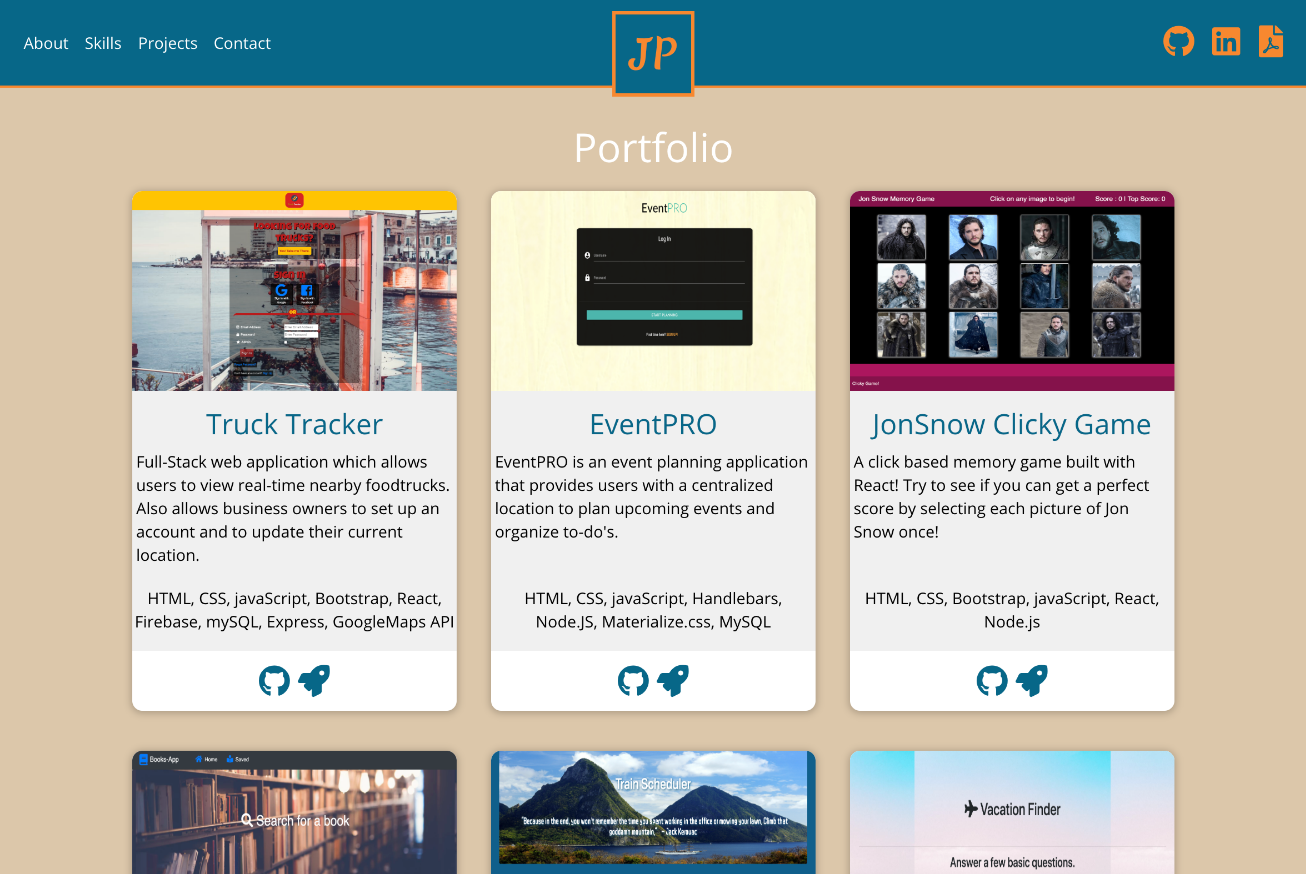 About Skills Projects Contact
JP
Portfolio
LOOKING FOR FOOD
Trucks?
SIGN IN
OR
EventPRO
Log In
Username
Password
START PLANNING
Jon Snow Memory Game Click on any image to begin! Score : 0 | Top Score: 0
Clicky Game!
Truck Tracker
Full-Stack web application which allows
users to view real-time nearby foodtrucks.
Also allows business owners to set up an
account and to update their current
location.
HTML, CSS, javaScript, Bootstrap, React,
Firebase, mySQL, Express, GoogleMaps API
EventPRO
EventPRO is an event planning application
that provides users with a centralized
location to plan upcoming events and
organize to-do's.
HTML, CSS, javaScript, Handlebars,
Node.JS, Materialize.css, MySQL
JonSnow Clicky Game
A click based memory game built with
React! Try to see if you can get a perfect
score by selecting each picture of Jon
Snow once!
HTML, CSS, Bootstrap, javaScript, React,
Node.js
Books-App Home Saved
Search for a book
Train Scheduler
"Because in the end, you won't remember the time you spent working in the office or mowing your lawn, Climb that
goddamn mountain." - Jack Kerouac
Vacation Finder
Answer a few basic questions.